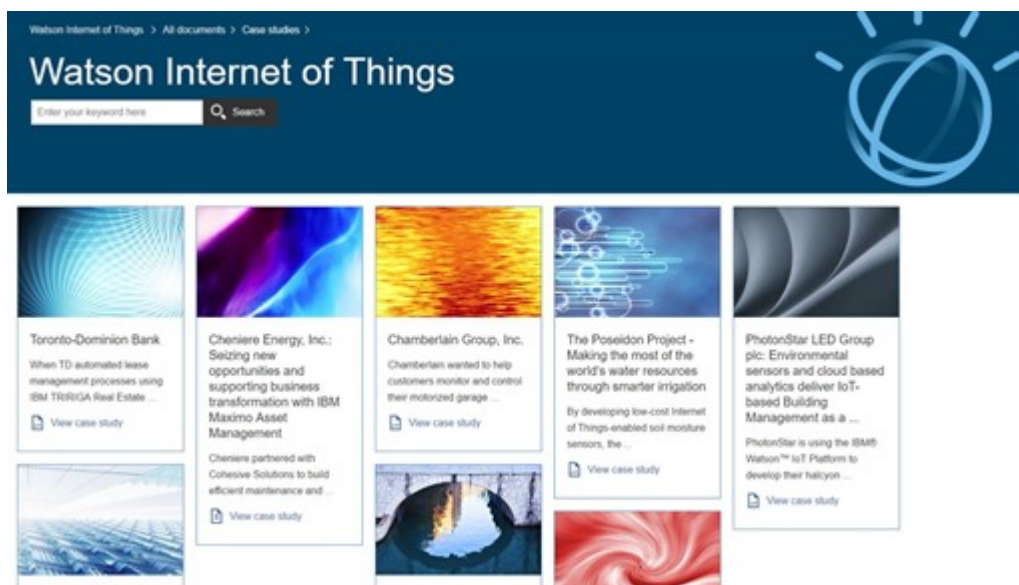 Watson Internet of Things > All documents > Case studies >
Watson Internet of Things
Enter your keyword here
Search
Toronto-Dominion Bank
When TD automated lease
management processes using
IBM TRIRIGA Real Estate ...
View case study
Cheniere Energy, Inc.:
Seizing new
opportunities and
supporting business
transformation with IBM
Maximo Asset
Management
Cheniere partnered with
Cohesive Solutions to build
efficient maintenance and ...
View case study
Chamberlain Group, Inc.
Chamberlain wanted to help
customers monitor and control
their motorized garage ...
View case study
The Poseidon Project -
Making the most of the
world's water resources
through smarter irrigation
By developing low-cost Internet
of Things-enabled soil moisture
sensors, the ...
View case study
PhotonStar LED Group
plc: Environmental
sensors and cloud based
analytics deliver IoT-
based Building
Management as a ...
PhotonStar is using the IBM®
Watson™ IoT Platform to
develop their halcyon ...
View case study